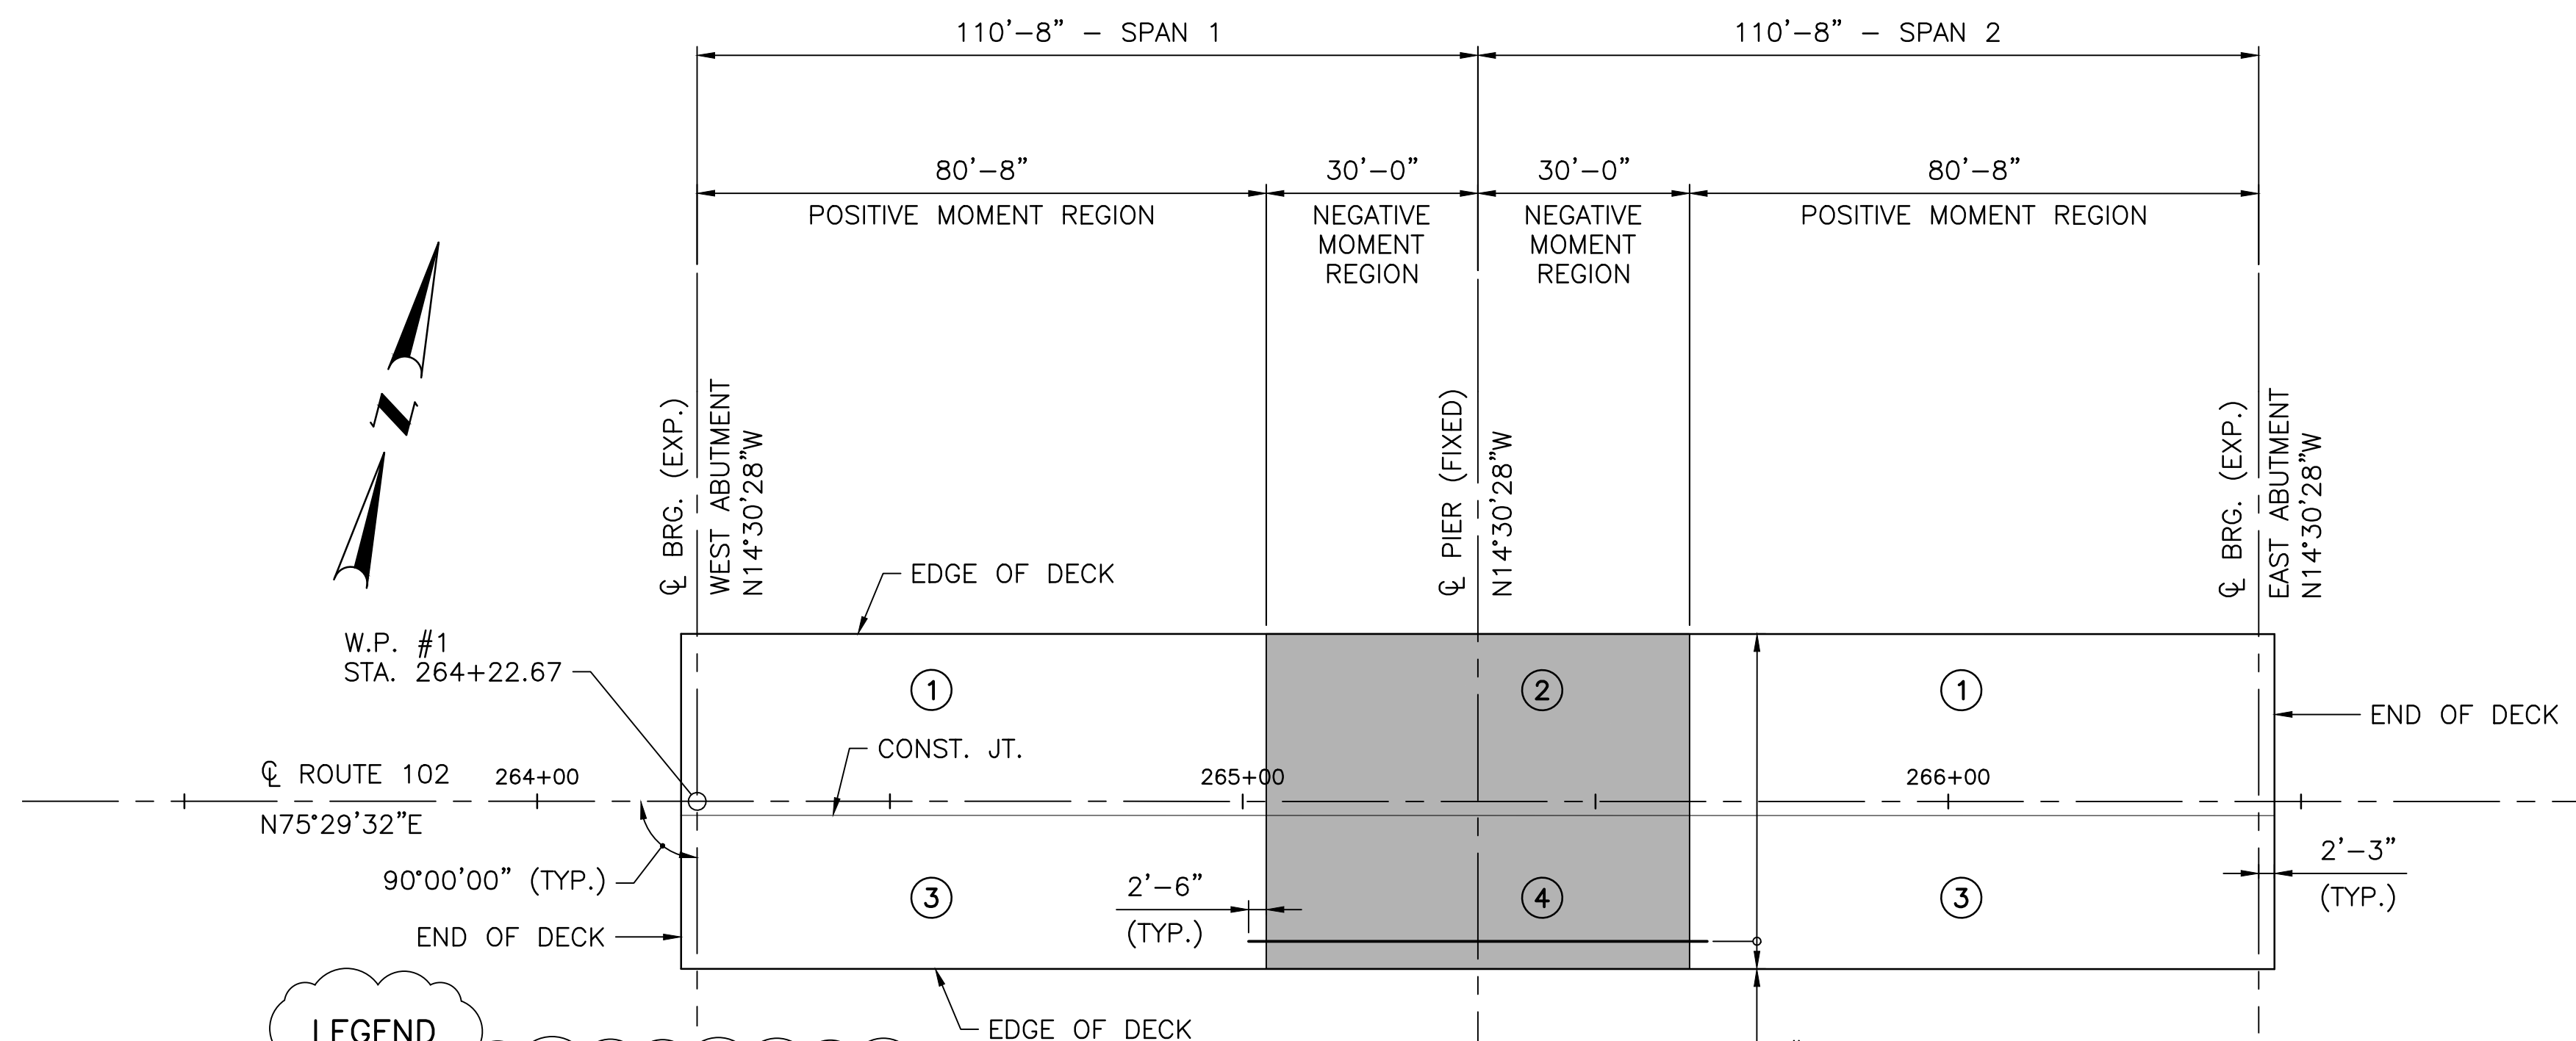 110'-8" - SPAN 1
110'-8" - SPAN 2
80'-8"
30'-0"
30'-0"
80'-8"
POSITIVE MOMENT REGION
NEGATIVE
MOMENT
REGION
NEGATIVE
MOMENT
REGION
POSITIVE MOMENT REGION
N
℄ BRG. (EXP.)
WEST ABUTMENT
N14°30'28"W
℄ PIER (FIXED)
N14°30'28"W
℄ BRG. (EXP.)
EAST ABUTMENT
N14°30'28"W
EDGE OF DECK
W.P. #1
STA. 264+22.67
1
2
1
END OF DECK
CONST. JT.
℄ ROUTE 102
264+00
265+00
266+00
N75°29'32"E
90°00'00" (TYP.)
2'-3"
(TYP.)
3
2'-6"
(TYP.)
4
3
END OF DECK
EDGE OF DECK
LEGEND